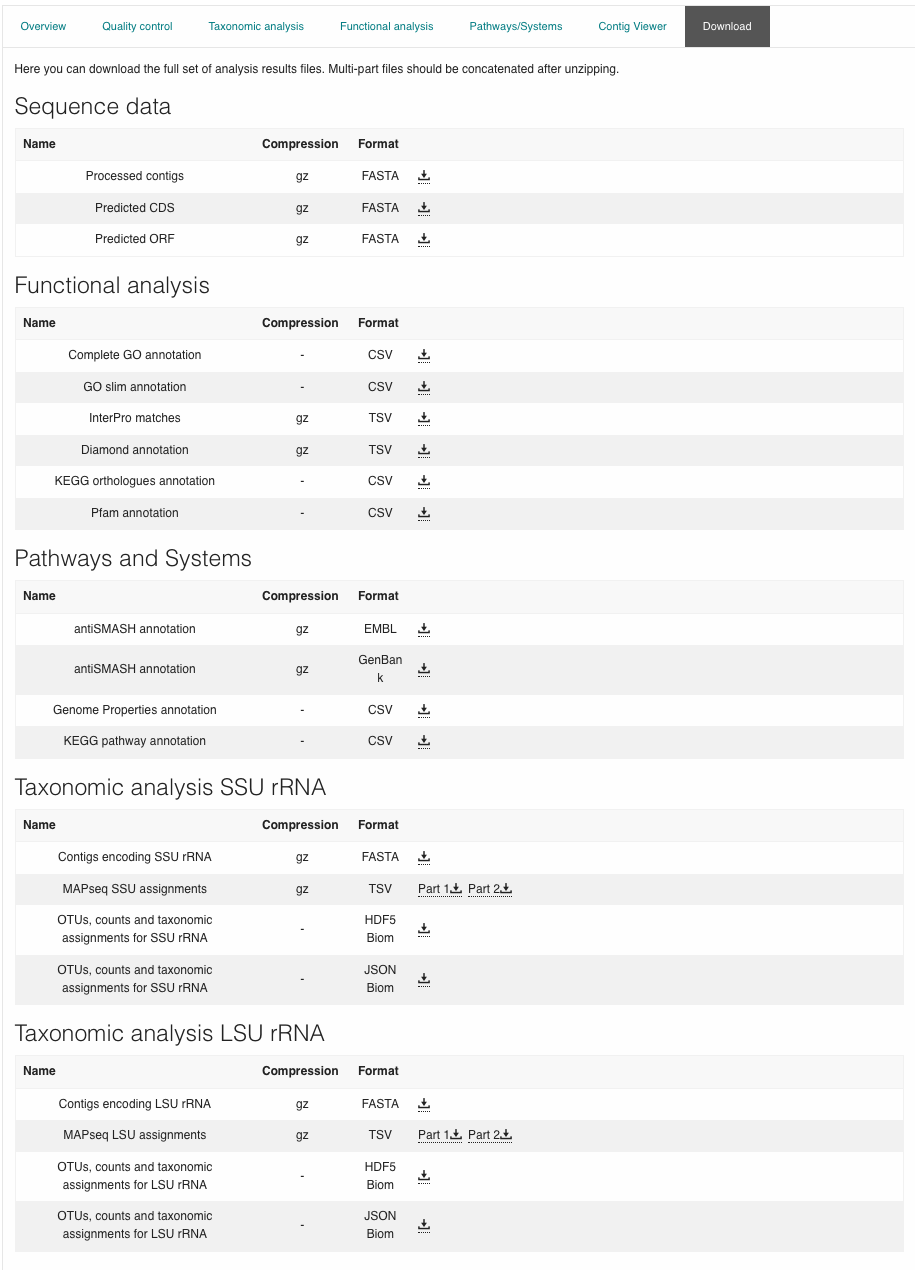 Overview Quality control Taxonomic analysis Functional analysis Pathways/Systems Contig Viewer Download
Here you can download the full set of analysis results files. Multi-part files should be concatenated after unzipping.
Sequence data
Name Compression Format
Processed contigs gz FASTA
Predicted CDS gz FASTA
Predicted ORF gz FASTA
Functional analysis
Name Compression Format
Complete GO annotation - CSV
GO slim annotation - CSV
InterPro matches gz TSV
Diamond annotation gz TSV
KEGG orthologues annotation - CSV
Pfam annotation - CSV
Pathways and Systems
Name Compression Format
antiSMASH annotation gz EMBL
antiSMASH annotation gz GenBan
k
Genome Properties annotation - CSV
KEGG pathway annotation - CSV
Taxonomic analysis SSU rRNA
Name Compression Format
Contigs encoding SSU rRNA gz FASTA
MAPseq SSU assignments gz TSV Part 1 Part 2
OTUs, counts and taxonomic
assignments for SSU rRNA - HDF5
Biom
OTUs, counts and taxonomic
assignments for SSU rRNA - JSON
Biom
Taxonomic analysis LSU rRNA
Name Compression Format
Contigs encoding LSU rRNA gz FASTA
MAPseq LSU assignments gz TSV Part 1 Part 2
OTUs, counts and taxonomic
assignments for LSU rRNA - HDF5
Biom
OTUs, counts and taxonomic
assignments for LSU rRNA - JSON
Biom